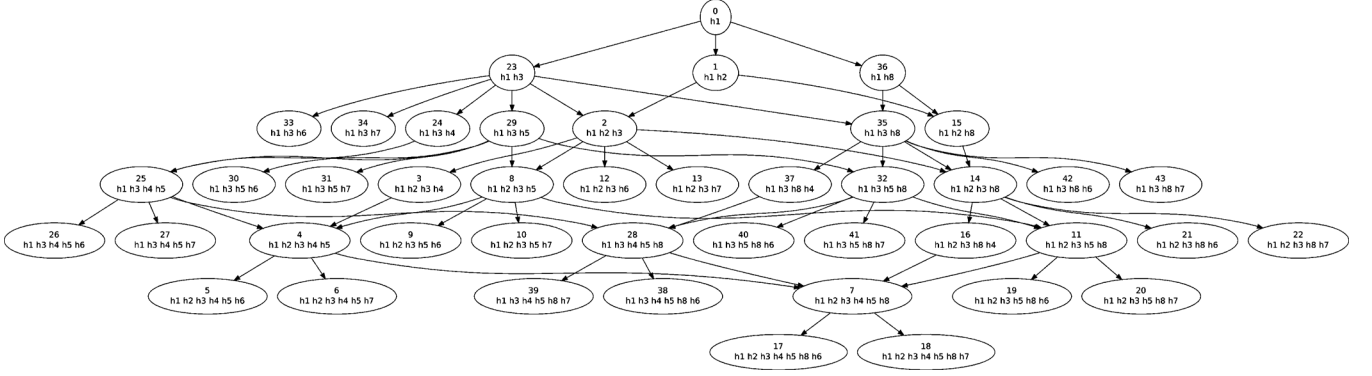 0
h1
23
h1 h3
1
h1 h2
36
h1 h8
33
h1 h3 h6
34
h1 h3 h7
24
h1 h3 h4
29
h1 h3 h5
2
h1 h2 h3
35
h1 h3 h8
15
h1 h2 h8
25
h1 h3 h4 h5
30
h1 h3 h5 h6
31
h1 h3 h5 h7
3
h1 h2 h3 h4
8
h1 h2 h3 h5
12
h1 h2 h3 h6
13
h1 h2 h3 h7
37
h1 h3 h8 h4
32
h1 h3 h5 h8
14
h1 h2 h3 h8
42
h1 h3 h8 h6
43
h1 h3 h8 h7
26
h1 h3 h4 h5 h6
27
h1 h3 h4 h5 h7
4
h1 h2 h3 h4 h5
9
h1 h2 h3 h5 h6
10
h1 h2 h3 h5 h7
28
h1 h3 h4 h5 h8
40
h1 h3 h5 h8 h6
41
h1 h3 h5 h8 h7
16
h1 h2 h3 h8 h4
11
h1 h2 h3 h5 h8
21
h1 h2 h3 h8 h6
22
h1 h2 h3 h8 h7
5
h1 h2 h3 h4 h5 h6
6
h1 h2 h3 h4 h5 h7
39
h1 h3 h4 h5 h8 h7
38
h1 h3 h4 h5 h8 h6
7
h1 h2 h3 h4 h5 h8
19
h1 h2 h3 h5 h8 h6
20
h1 h2 h3 h5 h8 h7
17
h1 h2 h3 h4 h5 h8 h6
18
h1 h2 h3 h4 h5 h8 h7